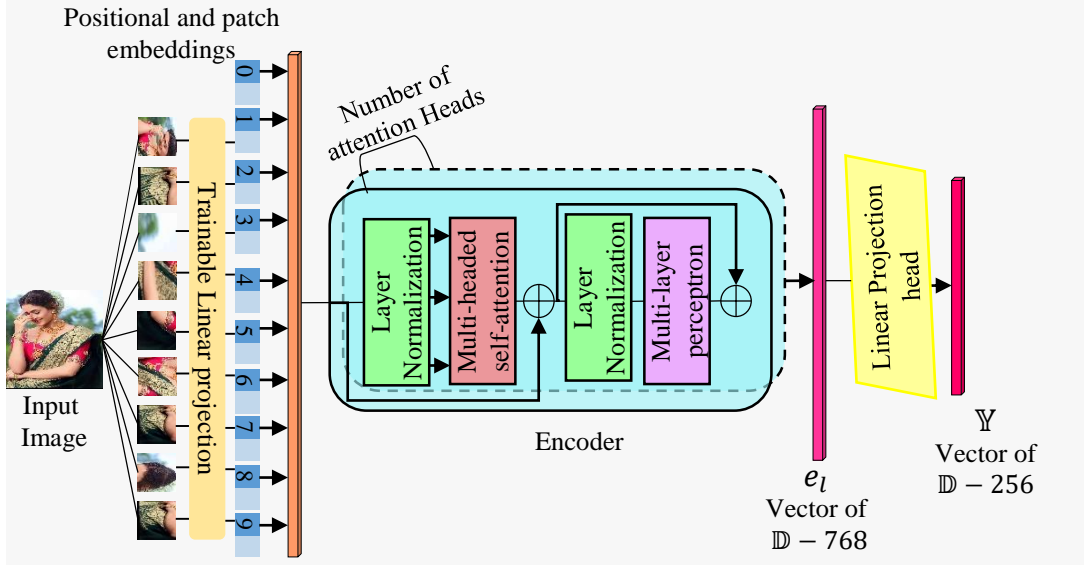 Positional and patch
embeddings
Number of
attention Heads
0
1
2
3
4
5
6
7
8
9
Trainable Linear projection
Input
Image
Layer
Normalization
Multi-headed
self-attention
Layer
Normalization
Multi-layer
perceptron
Encoder
Linear Projection
head
e_l
Vector of
𝔻 − 768
𝕐
Vector of
𝔻 − 256